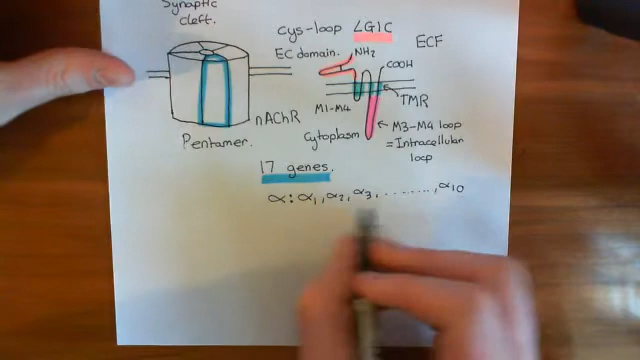 Synaptic
cleft.
Cys-loop LGIC
EC domain.
NH2
COOH
ECF
nAChR
M1-M4
TMR
Cytoplasm
M3-M4 loop
= Intracellular
loop
Pentamer.
17 genes.
α: α1, α2, α3, ........., α10